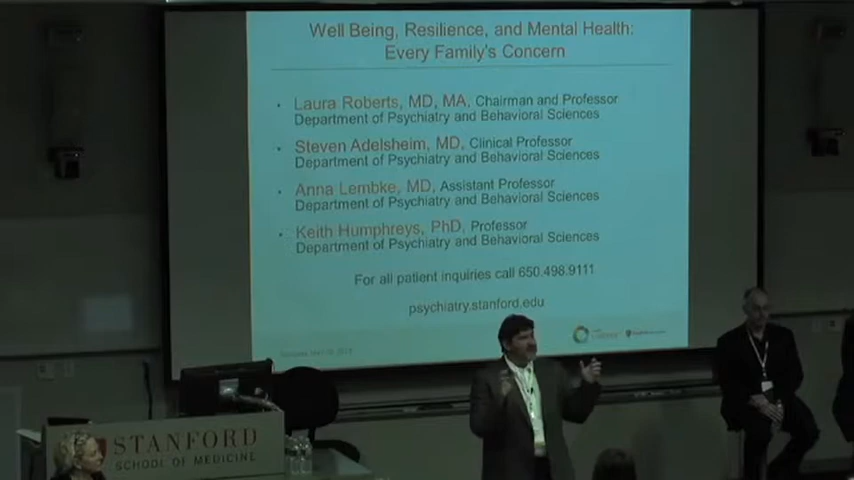 Well Being, Resilience, and Mental Health:
Every Family's Concern
• Laura Roberts, MD, MA, Chairman and Professor
Department of Psychiatry and Behavioral Sciences
• Steven Adelsheim, MD, Clinical Professor
Department of Psychiatry and Behavioral Sciences
• Anna Lembke, MD, Assistant Professor
Department of Psychiatry and Behavioral Sciences
• Keith Humphreys, PhD, Professor
Department of Psychiatry and Behavioral Sciences
For all patient inquiries call 650.498.9111
psychiatry.stanford.edu
STANFORD
SCHOOL OF MEDICINE